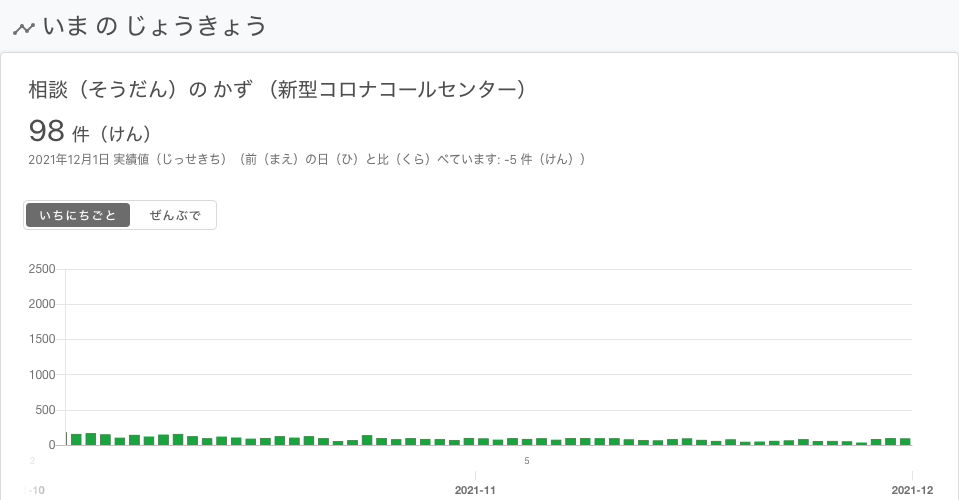 いま の じょうきょう
相談（そうだん）の かず （新型コロナコールセンター）
98 件（けん）
2021年12月1日 実績値（じっせきち）（前（まえ）の日（ひ）と比（くら）べています: -5 件（けん））
いちにちごと ぜんぶで
2500
2000
1500
1000
500
0
2 5
-10 2021-11 2021-12